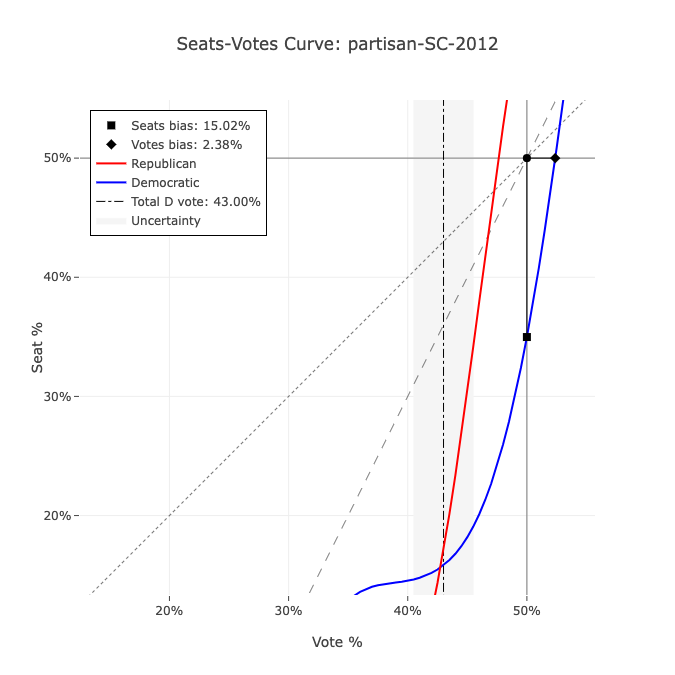 Seats-Votes Curve: partisan-SC-2012
Seats bias: 15.02%
Votes bias: 2.38%
Republican
Democratic
Total D vote: 43.00%
Uncertainty
50%
40%
30%
20%
Seat %
20%
30%
40%
50%
Vote %